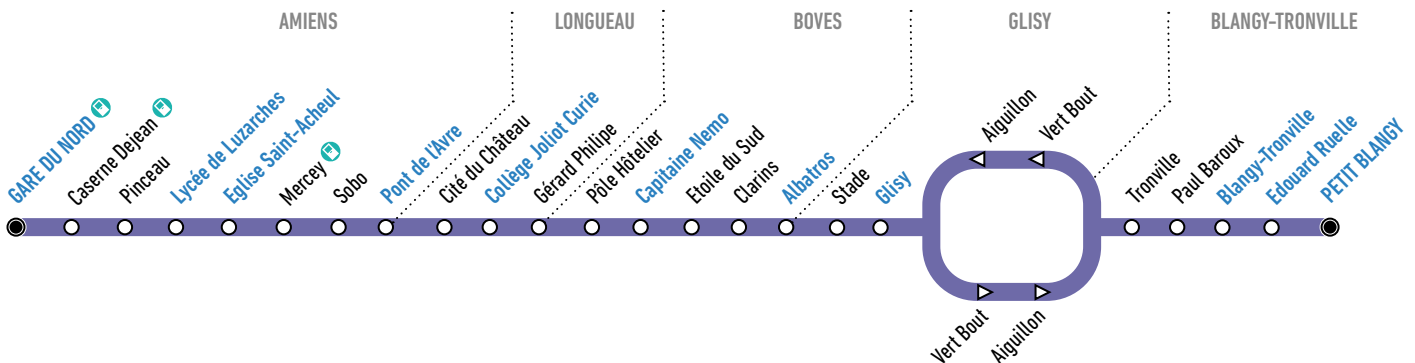 AMIENS
LONGUEAU
BOVES
GLISY
BLANGY-TRONVILLE
GARE DU NORD
Caserne Dejean
Pinceau
Lycée de Luzarches
Eglise Saint-Acheul
Mercey
Sobo
Pont de l'Avre
Cité du Château
Collège Joliot Curie
Gérard Philipe
Pôle Hôtelier
Capitaine Nemo
Etoile du Sud
Clarins
Albatros
Stade
Glisy
Aiguillon
Vert Bout
Vert Bout
Aiguillon
Tronville
Paul Baroux
Blangy-Tronville
Edouard Ruelle
PETIT BLANGY